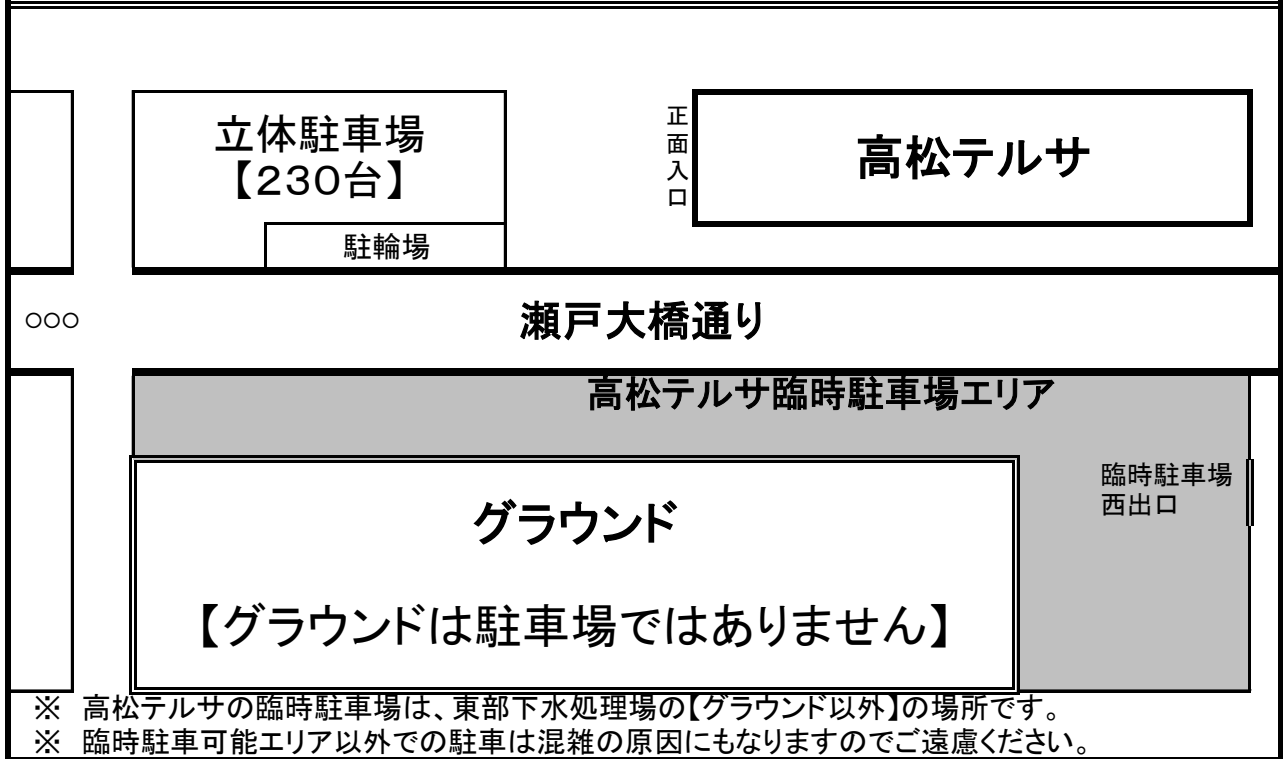 立体駐車場
【230台】
駐輪場
正面入口
高松テルサ
○○○
瀬戸大橋通り
高松テルサ臨時駐車場エリア
臨時駐車場
西出口
グラウンド
【グラウンドは駐車場ではありません】
※ 高松テルサの臨時駐車場は、東部下水処理場の【グラウンド以外】の場所です。
※ 臨時駐車可能エリア以外での駐車は混雑の原因にもなりますのでご遠慮ください。